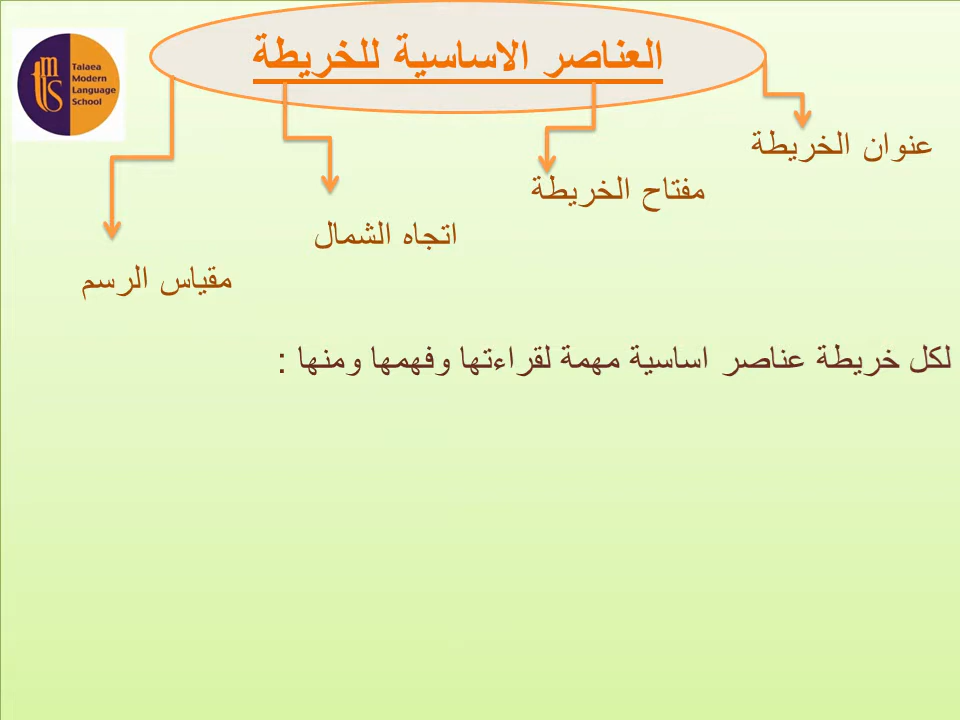 العناصر الاساسية للخريطة
Talaea
Modern
Language
School
mts
عنوان الخريطة
مفتاح الخريطة
اتجاه الشمال
مقياس الرسم
لكل خريطة عناصر اساسية مهمة لقراءتها وفهمها ومنها :